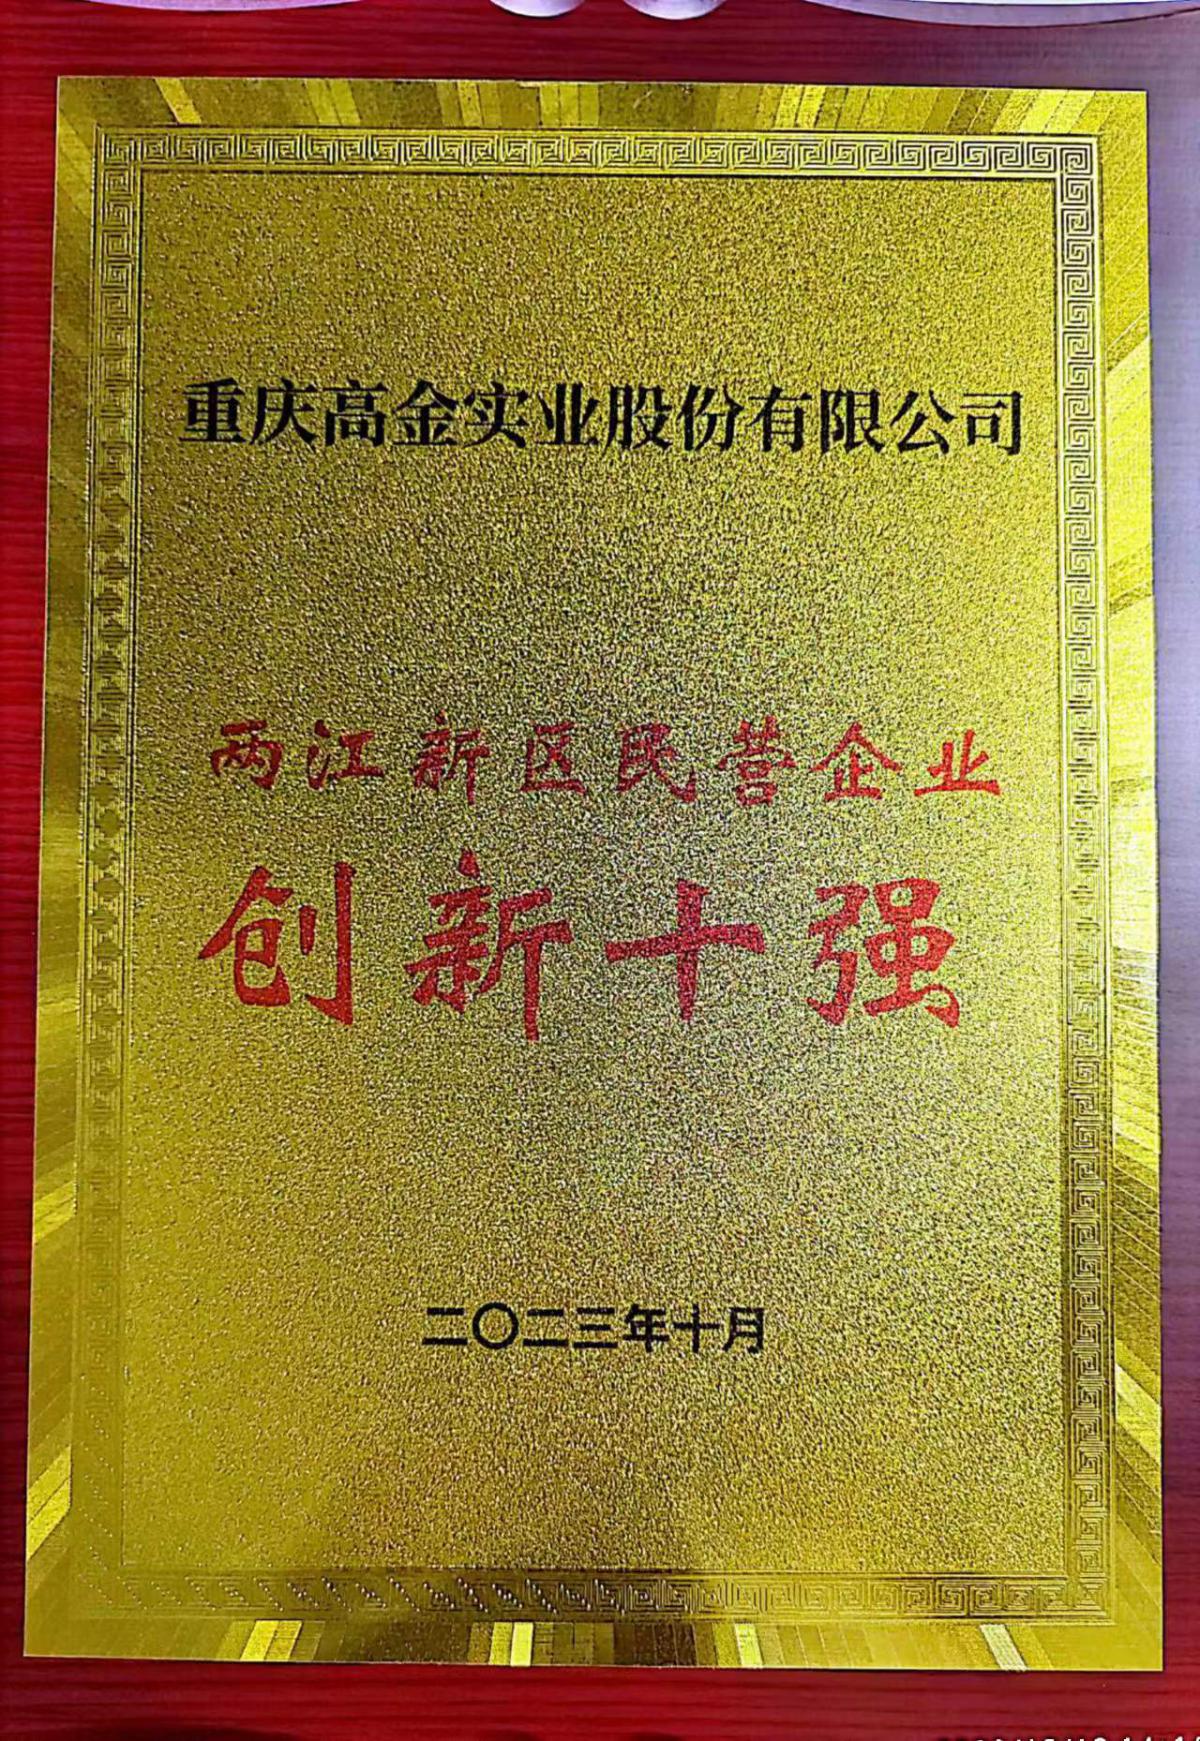 重庆高金实业股份有限公司
两江新区民营企业
创新十强
二〇二三年十月